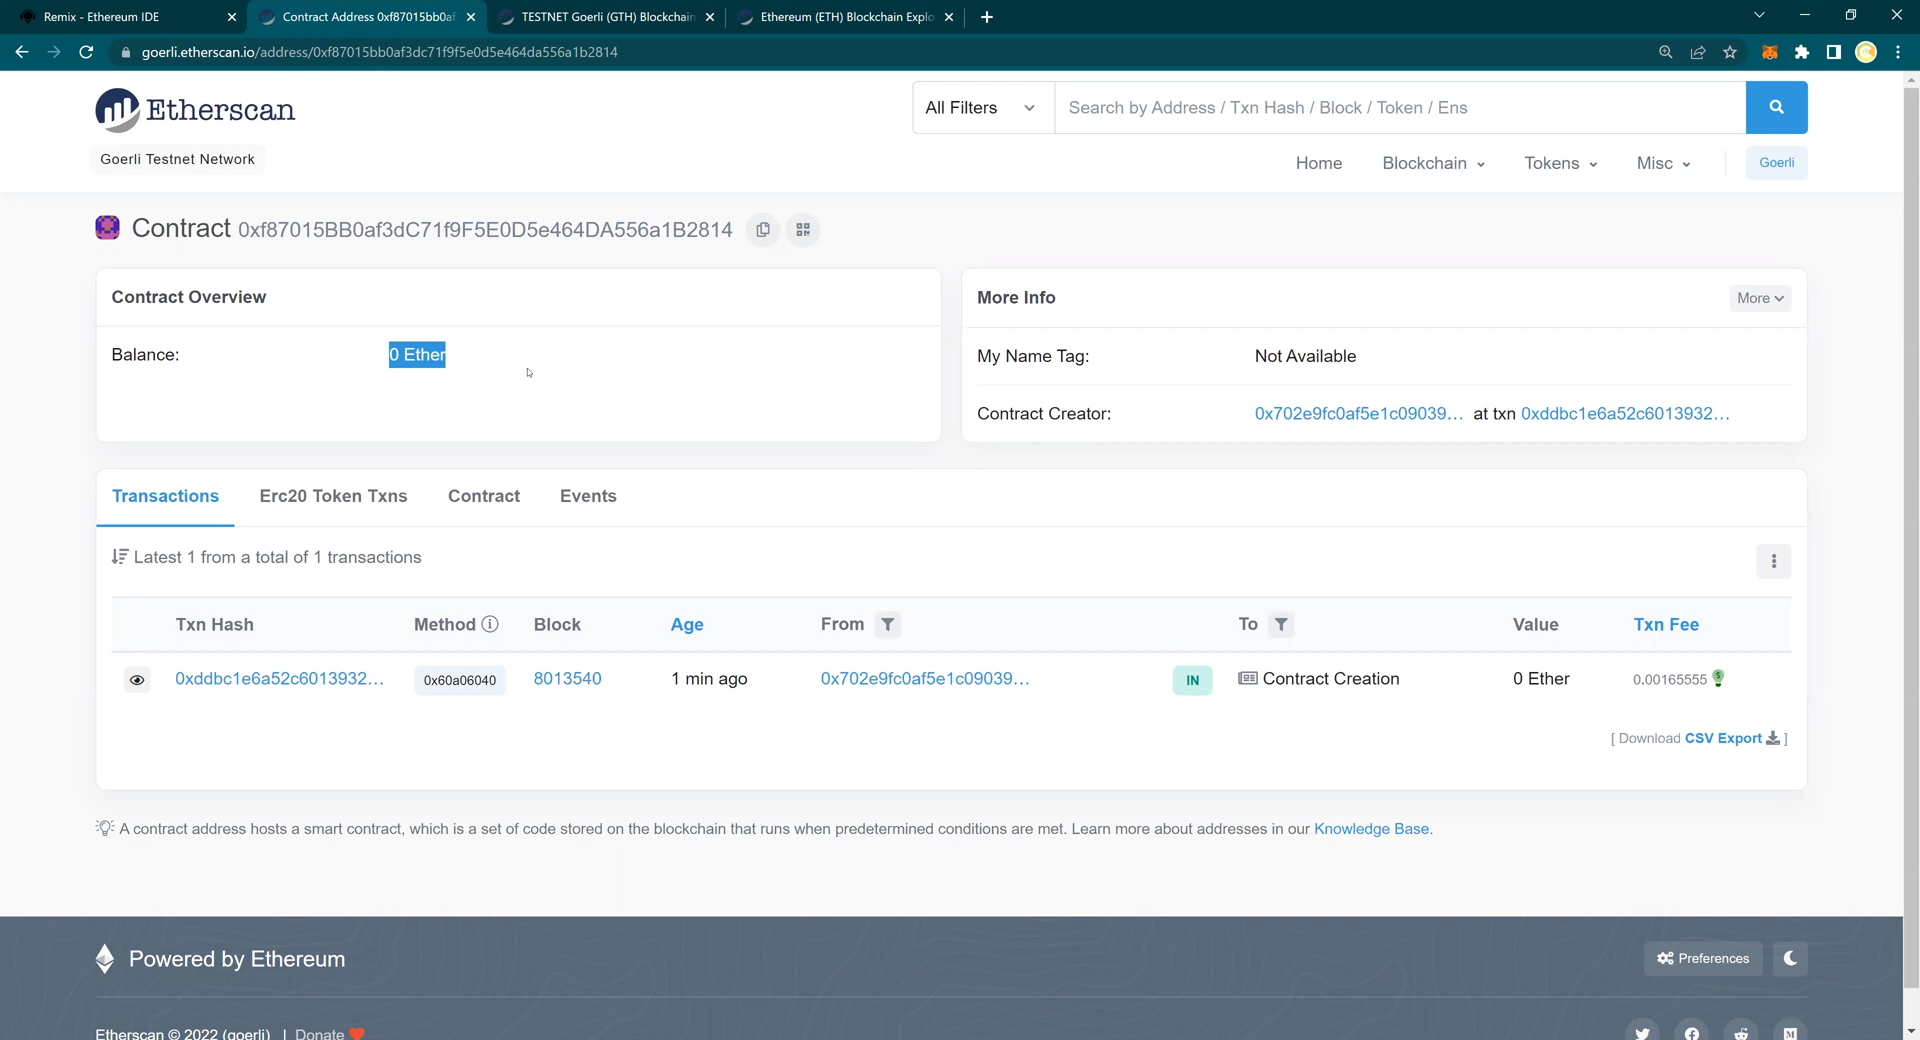 Remix - Ethereum IDE
Contract Address 0xf87015bb0af
TESTNET Goerli (GTH) Blockchain
Ethereum (ETH) Blockchain Explo
goerli.etherscan.io/address/0xf87015bb0af3dc71f9f5e0d5e464da556a1b2814
Etherscan
All Filters
Search by Address / Txn Hash / Block / Token / Ens
Goerli Testnet Network
Home Blockchain Tokens Misc Goerli
Contract 0xf87015BB0af3dC71f9F5E0D5e464DA556a1B2814
Contract Overview
Balance: 0 Ether
More Info More
My Name Tag: Not Available
Contract Creator: 0x702e9fc0af5e1c09039... at txn 0xddbc1e6a52c6013932...
Transactions Erc20 Token Txns Contract Events
Latest 1 from a total of 1 transactions
Txn Hash Method Block Age From To Value Txn Fee
0xddbc1e6a52c6013932... 0x60a06040 8013540 1 min ago 0x702e9fc0af5e1c09039... IN Contract Creation 0 Ether 0.00165555
[ Download CSV Export ]
A contract address hosts a smart contract, which is a set of code stored on the blockchain that runs when predetermined conditions are met. Learn more about addresses in our Knowledge Base.
Powered by Ethereum
Preferences
Etherscan © 2022 (goerli) | Donate